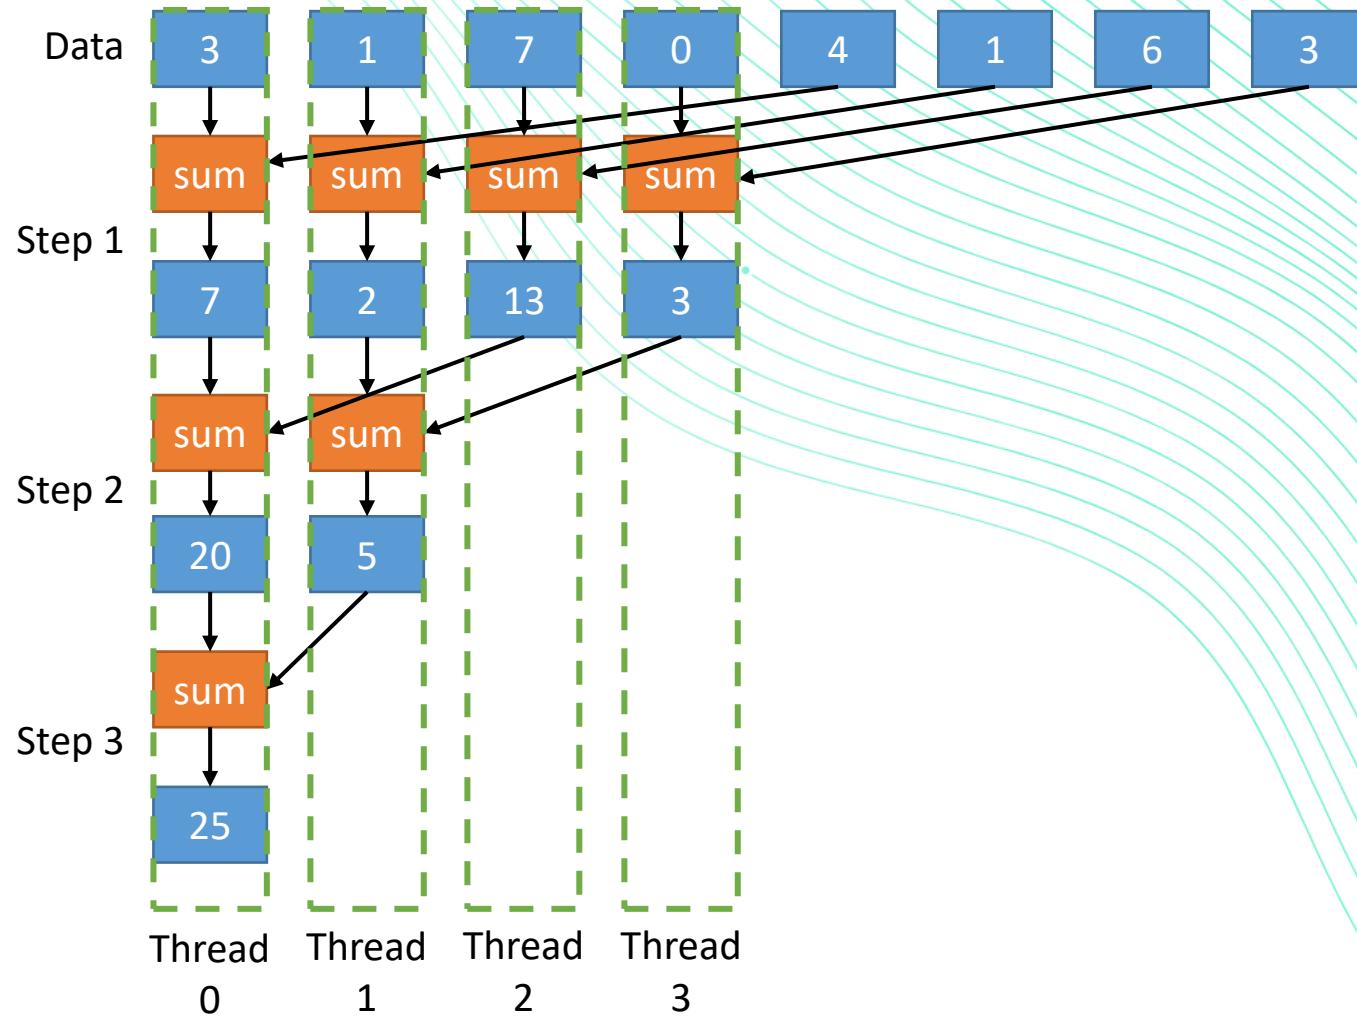 Data 3 1 7 0 4 1 6 3
sum sum sum sum
Step 1
7 2 13 3
sum sum
Step 2
20 5
sum
Step 3
25
Thread Thread Thread Thread
0 1 2 3